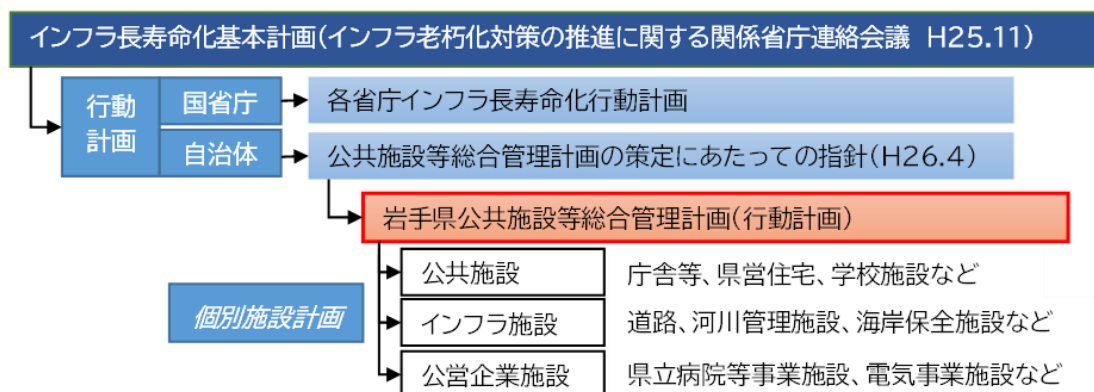 インフラ長寿命化基本計画(インフラ老朽化対策の推進に関する関係省庁連絡会議 H25.11)
行動
計画
国省庁
各省庁インフラ長寿命化行動計画
自治体
公共施設等総合管理計画の策定にあたっての指針(H26.4)
岩手県公共施設等総合管理計画(行動計画)
個別施設計画
公共施設
庁舎等、県営住宅、学校施設など
インフラ施設
道路、河川管理施設、海岸保全施設など
公営企業施設
県立病院等事業施設、電気事業施設など